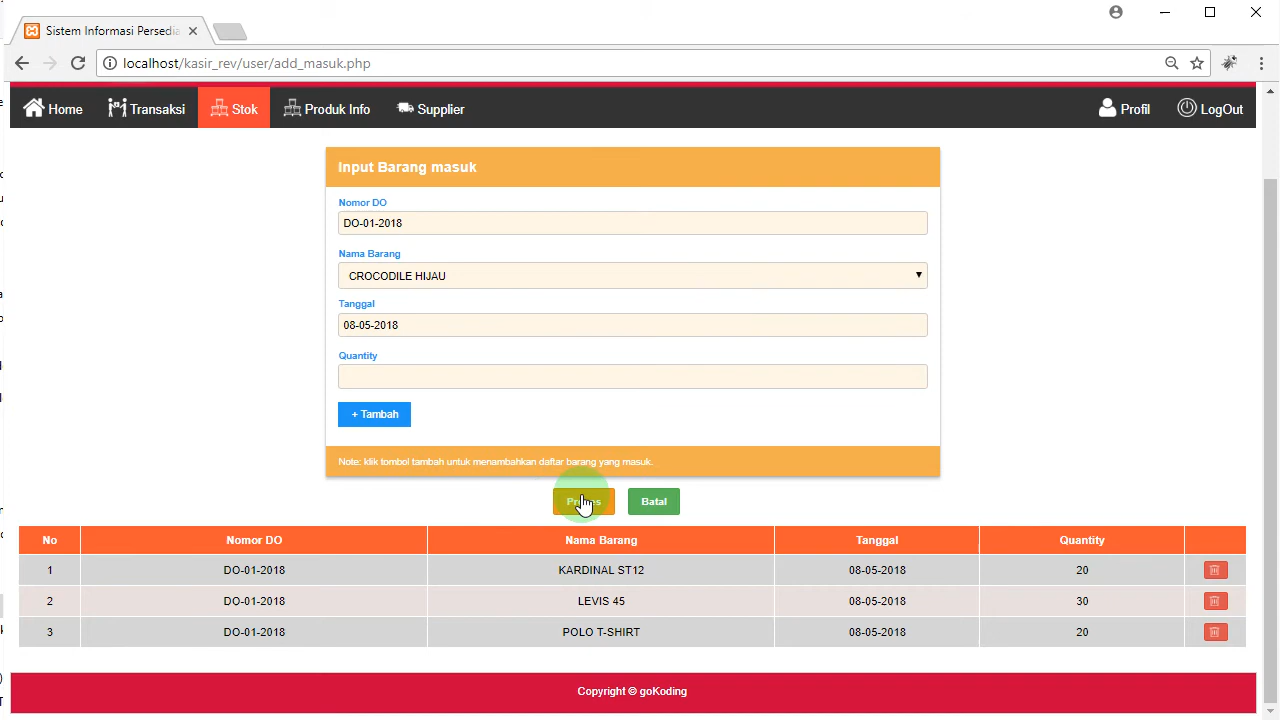 Sistem Informasi Persedia
localhost/kasir_rev/user/add_masuk.php
Home Transaksi Stok Produk Info Supplier Profil LogOut
Input Barang masuk
Nomor DO
DO-01-2018
Nama Barang
CROCODILE HIJAU
Tanggal
08-05-2018
Quantity
+ Tambah
Note: klik tombol tambah untuk menambahkan daftar barang yang masuk.
Batal
No Nomor DO Nama Barang Tanggal Quantity
1 DO-01-2018 KARDINAL ST12 08-05-2018 20
2 DO-01-2018 LEVIS 45 08-05-2018 30
3 DO-01-2018 POLO T-SHIRT 08-05-2018 20
Copyright © goKoding